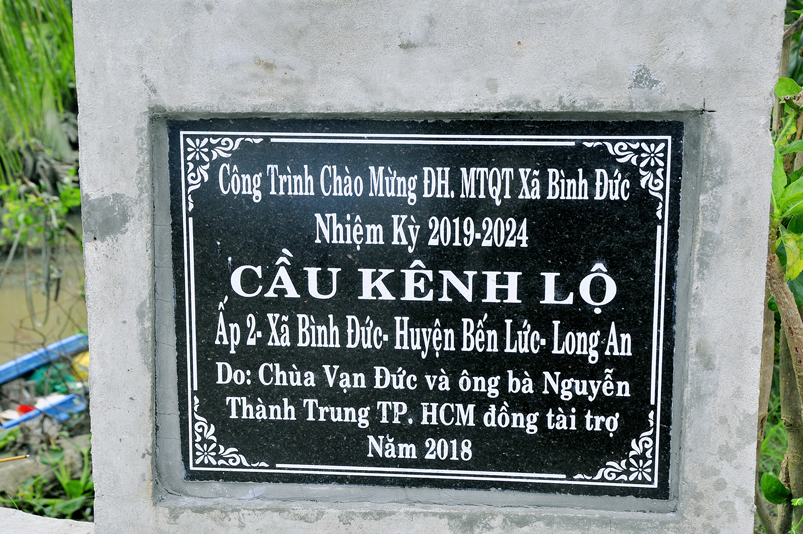 Công Trình Chào Mừng ĐH. MTQT Xã Bình Đức
Nhiệm Kỳ 2019-2024
CẦU KÊNH LỘ
Ấp 2- Xã Bình Đức- Huyện Bến Lức- Long An
Do: Chùa Vạn Đức và ông bà Nguyễn
Thành Trung TP. HCM đồng tài trợ
Năm 2018